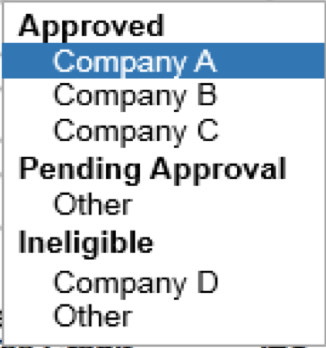 Approved
Company A
Company B
Company C
Pending Approval
Other
Ineligible
Company D
Other